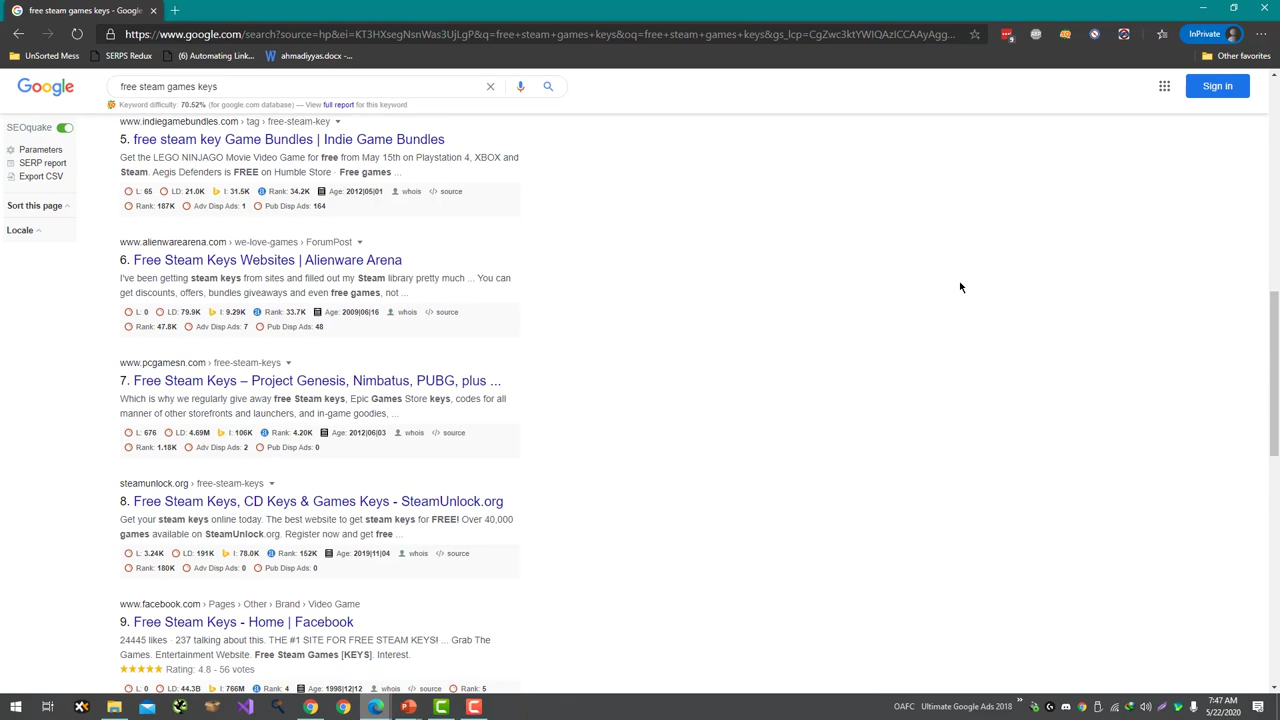 free steam games keys - Google
https://www.google.com/search?source=hp&ei=KT3HXsegNsnWas3UjLgP&q=free+steam+games+keys&oq=free+steam+games+keys&gs_lcp=CgZwc3ktYWIQAzICCAAyAgg...
InPrivate
UnSorted Mess
SERPS Redux
(6) Automating Link...
ahmadiyyas.docx -...
Other favorites
Google
free steam games keys
Sign in
Keyword difficulty: 70.52% (for google.com database) — View full report for this keyword
SEOquake
Parameters
SERP report
Export CSV
Sort this page
Locale
www.indiegamebundles.com › tag › free-steam-key
5. free steam key Game Bundles | Indie Game Bundles
Get the LEGO NINJAGO Movie Video Game for free from May 15th on Playstation 4, XBOX and
Steam. Aegis Defenders is FREE on Humble Store · Free games ...
L: 65 LD: 21.0K I: 31.5K Rank: 34.2K Age: 2012|05|01 whois </> source
Rank: 187K Adv Disp Ads: 1 Pub Disp Ads: 164
www.alienwarearena.com › we-love-games › ForumPost
6. Free Steam Keys Websites | Alienware Arena
I've been getting steam keys from sites and filled out my Steam library pretty much ... You can
get discounts, offers, bundles giveaways and even free games, not ...
L: 0 LD: 79.9K I: 9.29K Rank: 33.7K Age: 2009|06|16 whois </> source
Rank: 47.8K Adv Disp Ads: 7 Pub Disp Ads: 48
www.pcgamesn.com › free-steam-keys
7. Free Steam Keys – Project Genesis, Nimbatus, PUBG, plus ...
Which is why we regularly give away free Steam keys, Epic Games Store keys, codes for all
manner of other storefronts and launchers, and in-game goodies, ...
L: 676 LD: 4.69M I: 106K Rank: 4.20K Age: 2012|06|03 whois </> source
Rank: 1.18K Adv Disp Ads: 2 Pub Disp Ads: 0
steamunlock.org › free-steam-keys
8. Free Steam Keys, CD Keys & Games Keys - SteamUnlock.org
Get your steam keys online today. The best website to get steam keys for FREE! Over 40,000
games available on SteamUnlock.org. Register now and get free ...
L: 3.24K LD: 191K I: 78.0K Rank: 152K Age: 2019|11|04 whois </> source
Rank: 180K Adv Disp Ads: 0 Pub Disp Ads: 0
www.facebook.com › Pages › Other › Brand › Video Game
9. Free Steam Keys - Home | Facebook
24445 likes · 237 talking about this. THE #1 SITE FOR FREE STEAM KEYS! ... Grab The
Games. Entertainment Website. Free Steam Games [KEYS]. Interest.
Rating: 4.8 - 56 votes
L: 0 LD: 44.3B I: 766M Rank: 4 Age: 1998|12|12 whois </> source Rank: 5
OAFC Ultimate Google Ads 2018
7:47 AM
5/22/2020